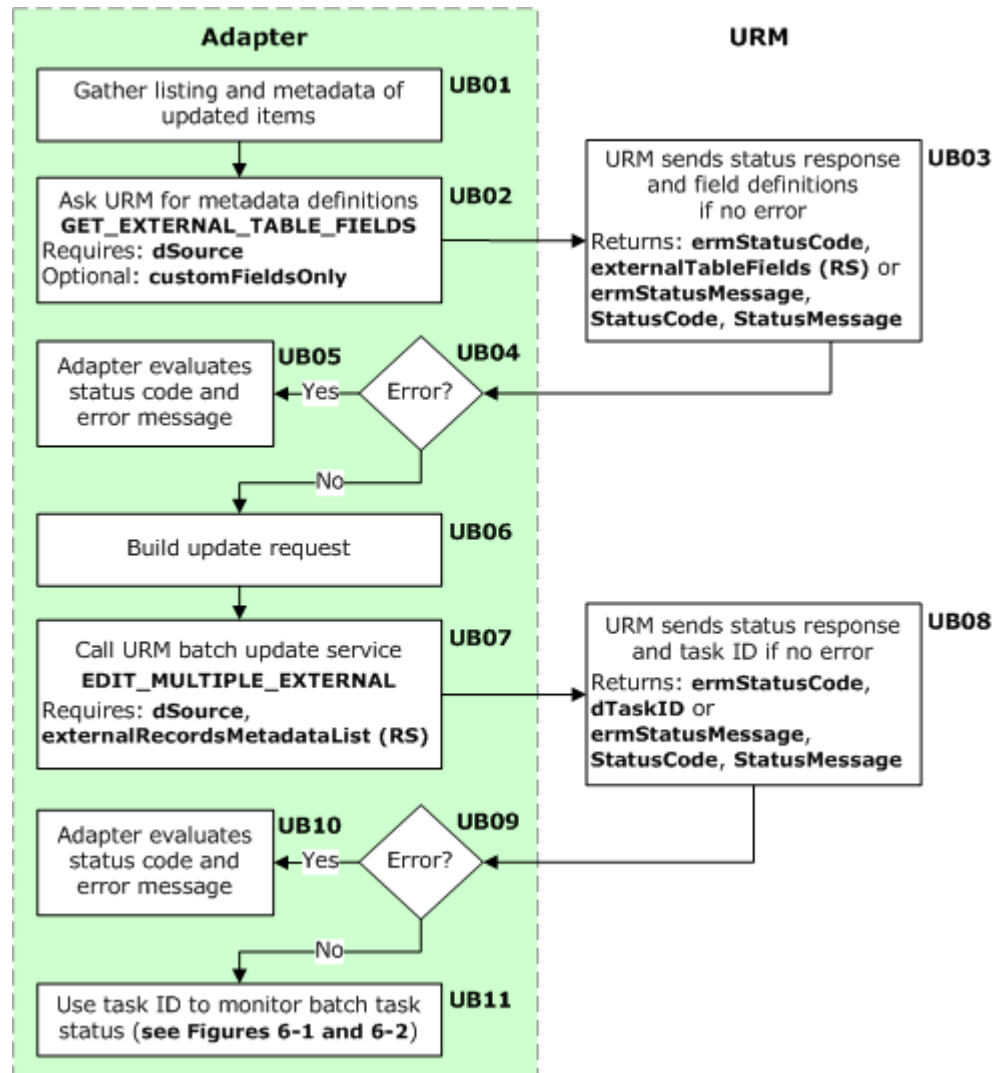 Adapter
URM
Gather listing and metadata of
updated items
UB01
Ask URM for metadata definitions
GET_EXTERNAL_TABLE_FIELDS
Requires: dSource
Optional: customFieldsOnly
UB02
URM sends status response
and field definitions
if no error
Returns: ermStatusCode,
externalTableFields (RS) or
ermStatusMessage,
StatusCode, StatusMessage
UB03
Error?
UB04
Yes
Adapter evaluates
status code and
error message
UB05
No
Build update request
UB06
Call URM batch update service
EDIT_MULTIPLE_EXTERNAL
Requires: dSource,
externalRecordsMetadataList (RS)
UB07
URM sends status response
and task ID if no error
Returns: ermStatusCode,
dTaskID or
ermStatusMessage,
StatusCode, StatusMessage
UB08
Error?
UB09
Yes
Adapter evaluates
status code and
error message
UB10
No
Use task ID to monitor batch task
status (see Figures 6-1 and 6-2)
UB11